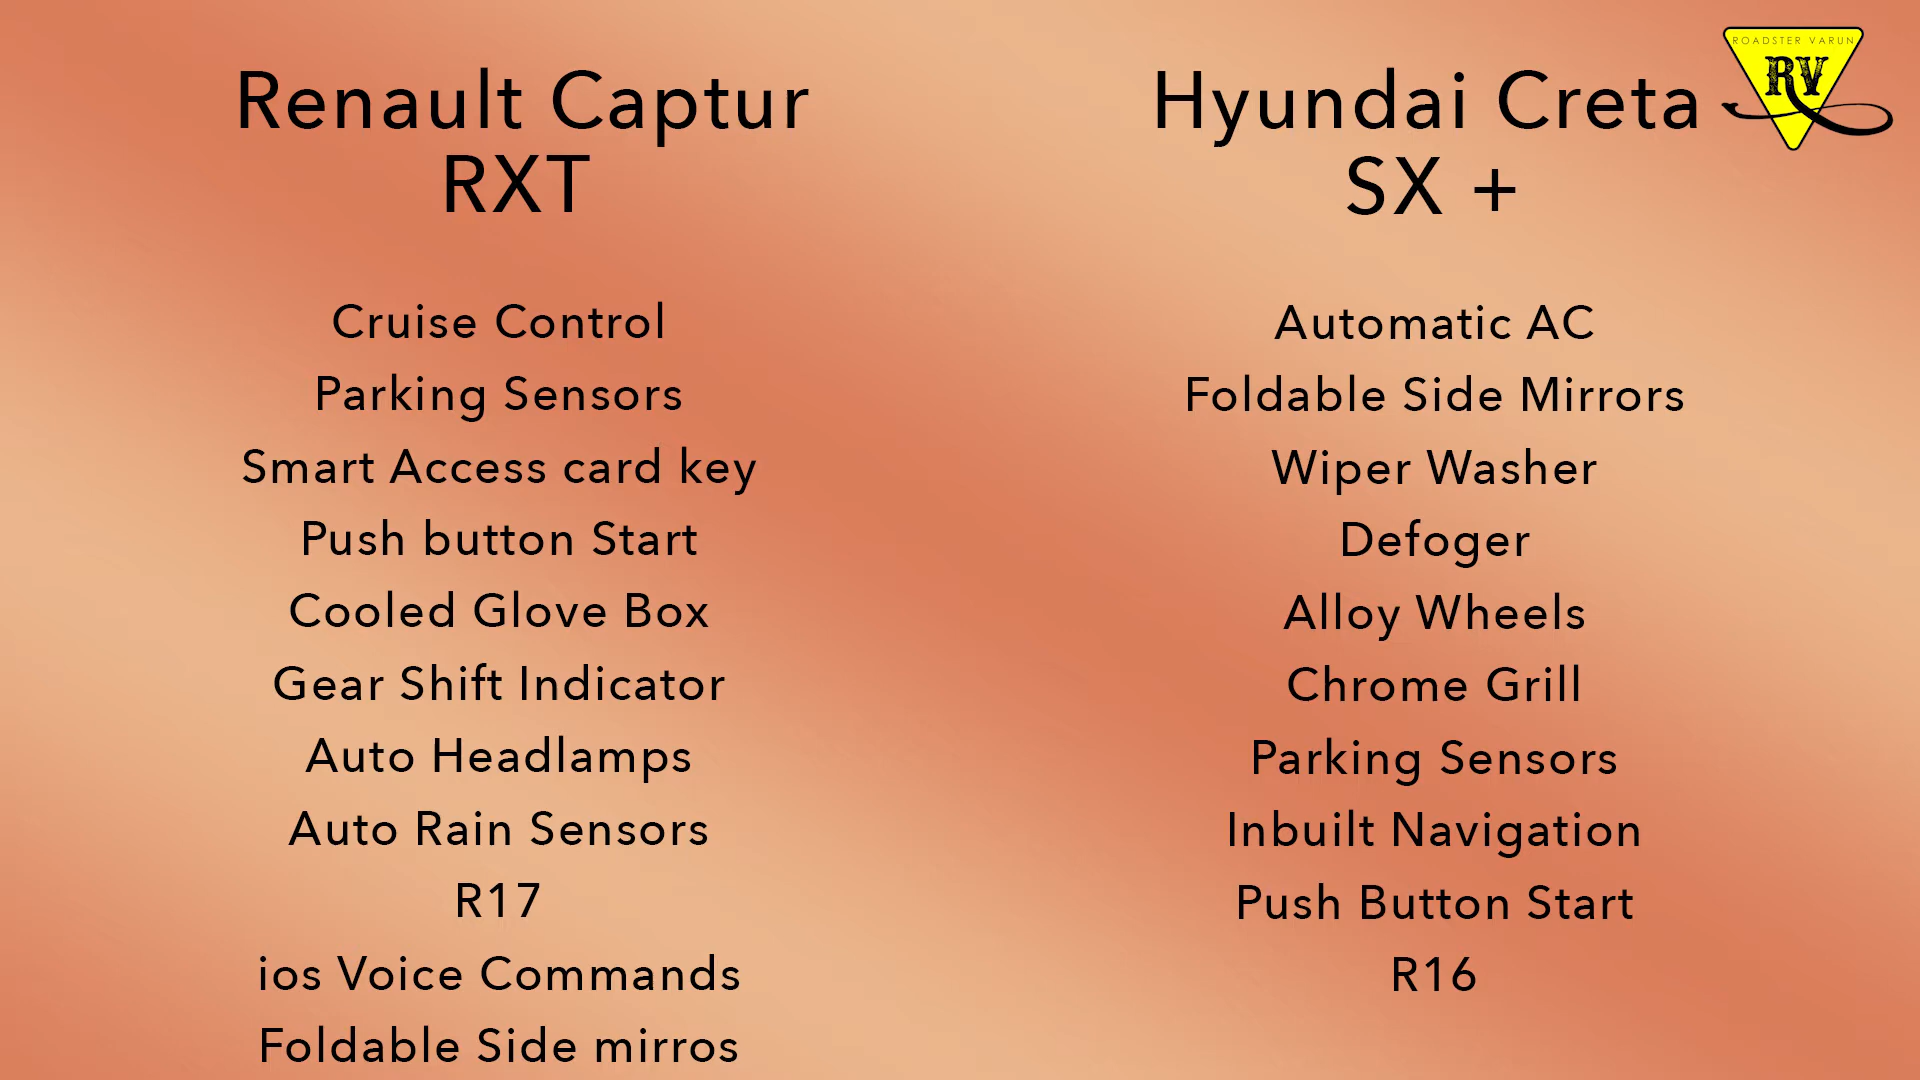 Renault Captur
RXT
Cruise Control
Parking Sensors
Smart Access card key
Push button Start
Cooled Glove Box
Gear Shift Indicator
Auto Headlamps
Auto Rain Sensors
R17
ios Voice Commands
Foldable Side mirros
Hyundai Creta
SX +
Automatic AC
Foldable Side Mirrors
Wiper Washer
Defoger
Alloy Wheels
Chrome Grill
Parking Sensors
Inbuilt Navigation
Push Button Start
R16
ROADSTER VARUN
RV